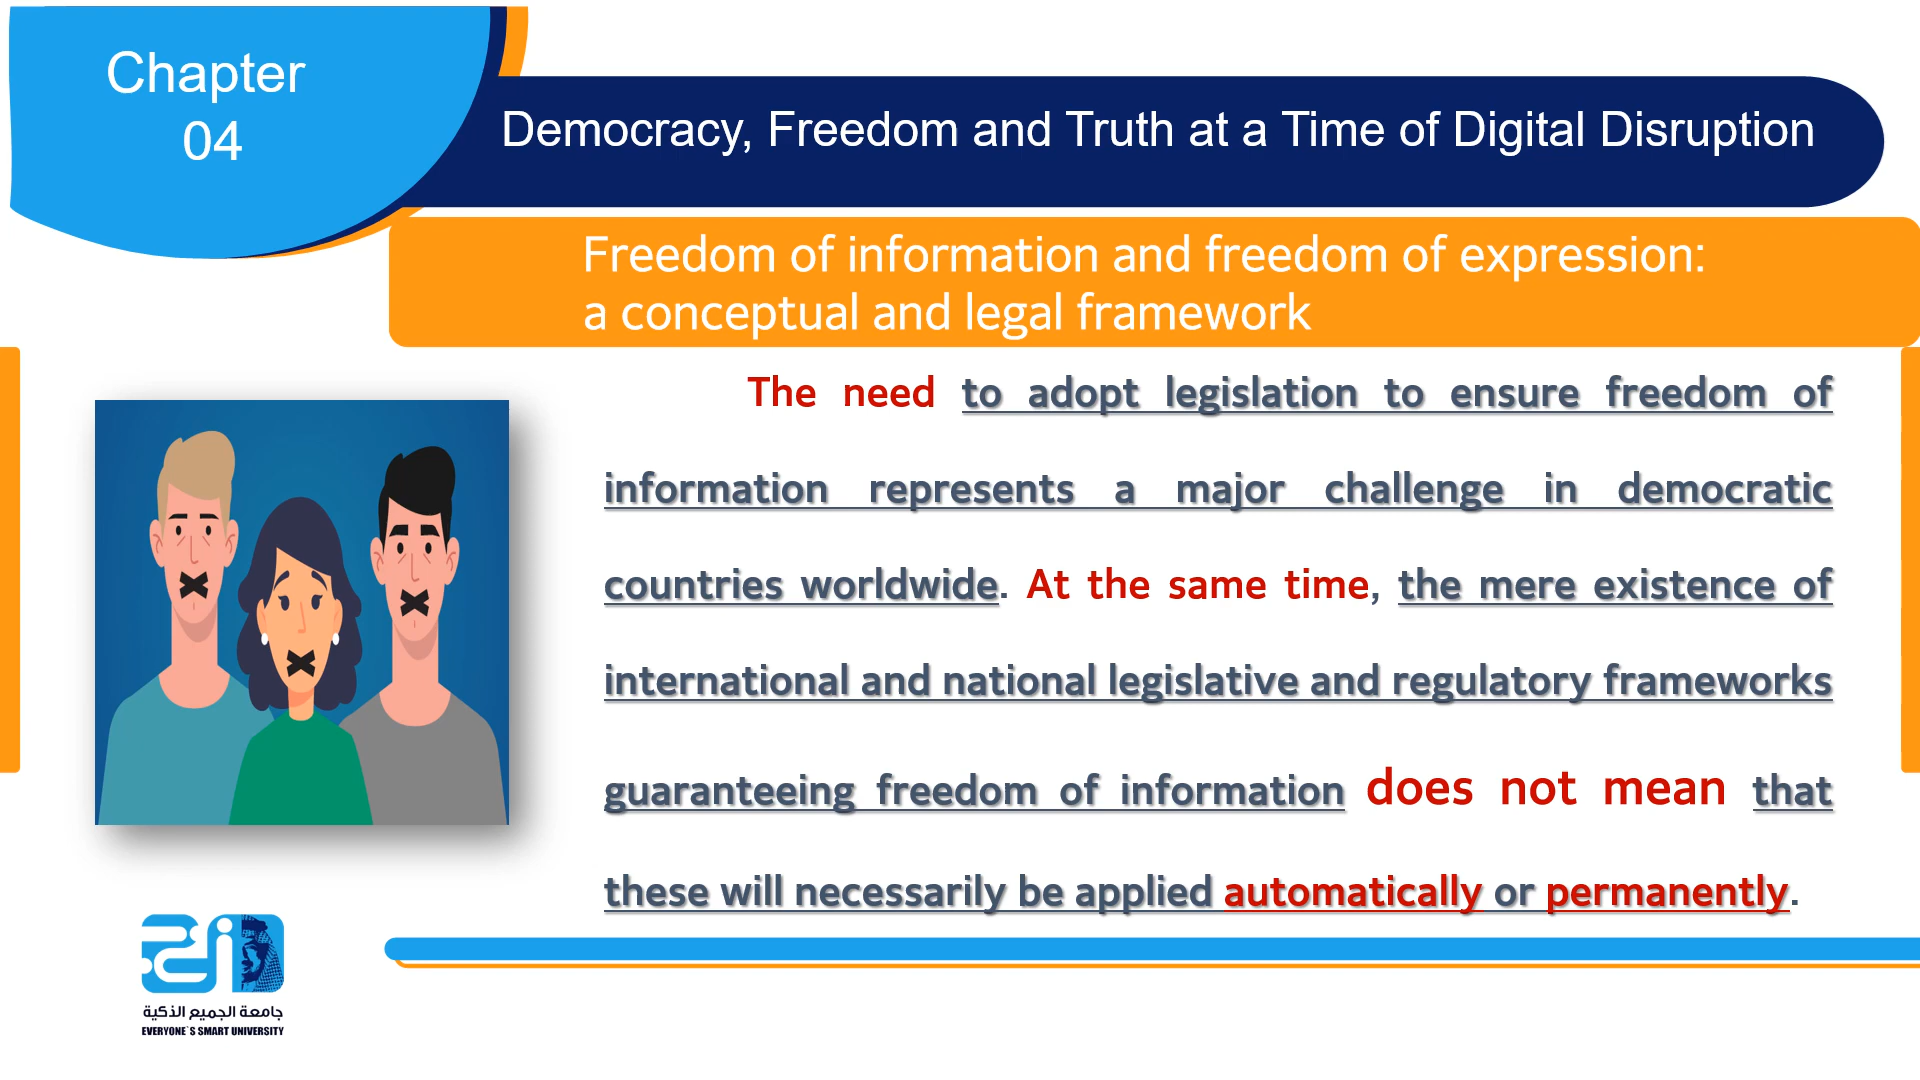 Chapter
04
Democracy, Freedom and Truth at a Time of Digital Disruption
Freedom of information and freedom of expression:
a conceptual and legal framework
The need to adopt legislation to ensure freedom of
information represents a major challenge in democratic
countries worldwide. At the same time, the mere existence of
international and national legislative and regulatory frameworks
guaranteeing freedom of information does not mean that
these will necessarily be applied automatically or permanently.
جامعة الجميع الذكية
EVERYONE`S SMART UNIVERSITY